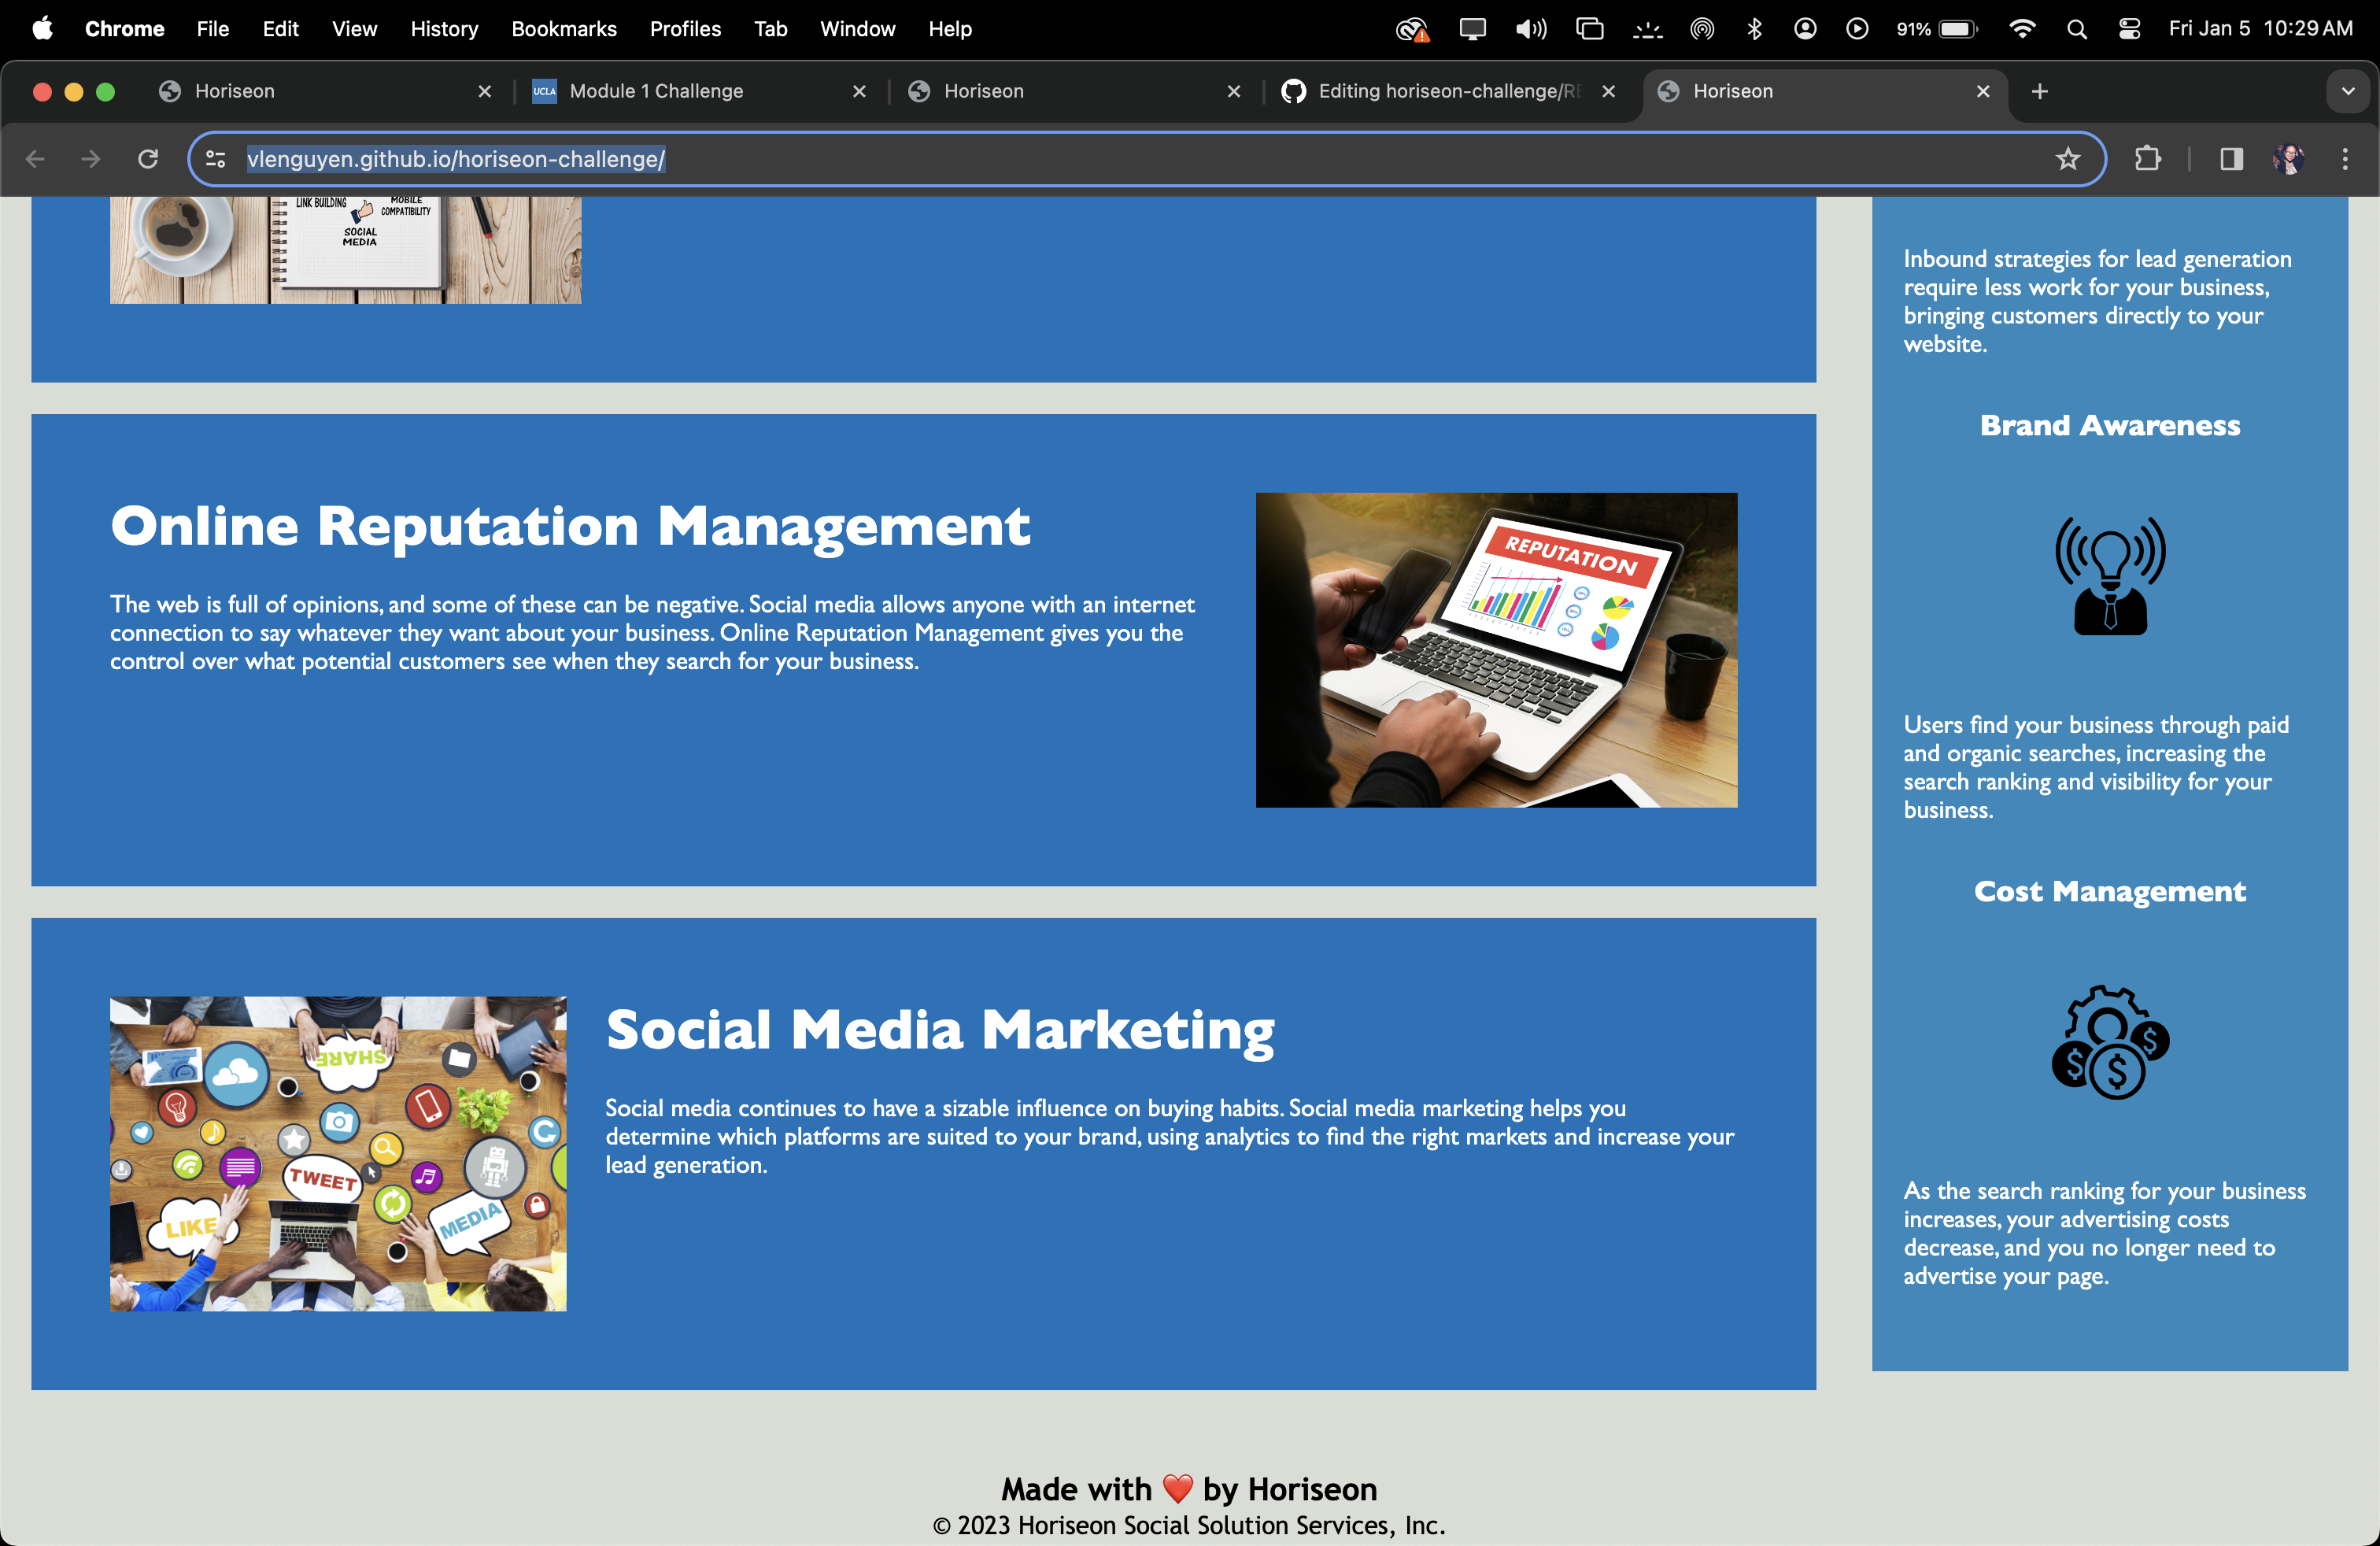 Chrome File Edit View History Bookmarks Profiles Tab Window Help 91% Fri Jan 5 10:29 AM
Horiseon UCLA Module 1 Challenge Horiseon Editing horiseon-challenge/RE Horiseon
vlenguyen.github.io/horiseon-challenge/
LINK BUILDING
MOBILE
COMPATIBILITY
SOCIAL
MEDIA
Online Reputation Management
The web is full of opinions, and some of these can be negative. Social media allows anyone with an internet
connection to say whatever they want about your business. Online Reputation Management gives you the
control over what potential customers see when they search for your business.
REPUTATION
SHARE
TWEET
LIKE
MEDIA
Social Media Marketing
Social media continues to have a sizable influence on buying habits. Social media marketing helps you
determine which platforms are suited to your brand, using analytics to find the right markets and increase your
lead generation.
Inbound strategies for lead generation
require less work for your business,
bringing customers directly to your
website.
Brand Awareness
Users find your business through paid
and organic searches, increasing the
search ranking and visibility for your
business.
Cost Management
$ $ $
As the search ranking for your business
increases, your advertising costs
decrease, and you no longer need to
advertise your page.
Made with ❤️ by Horiseon
© 2023 Horiseon Social Solution Services, Inc.